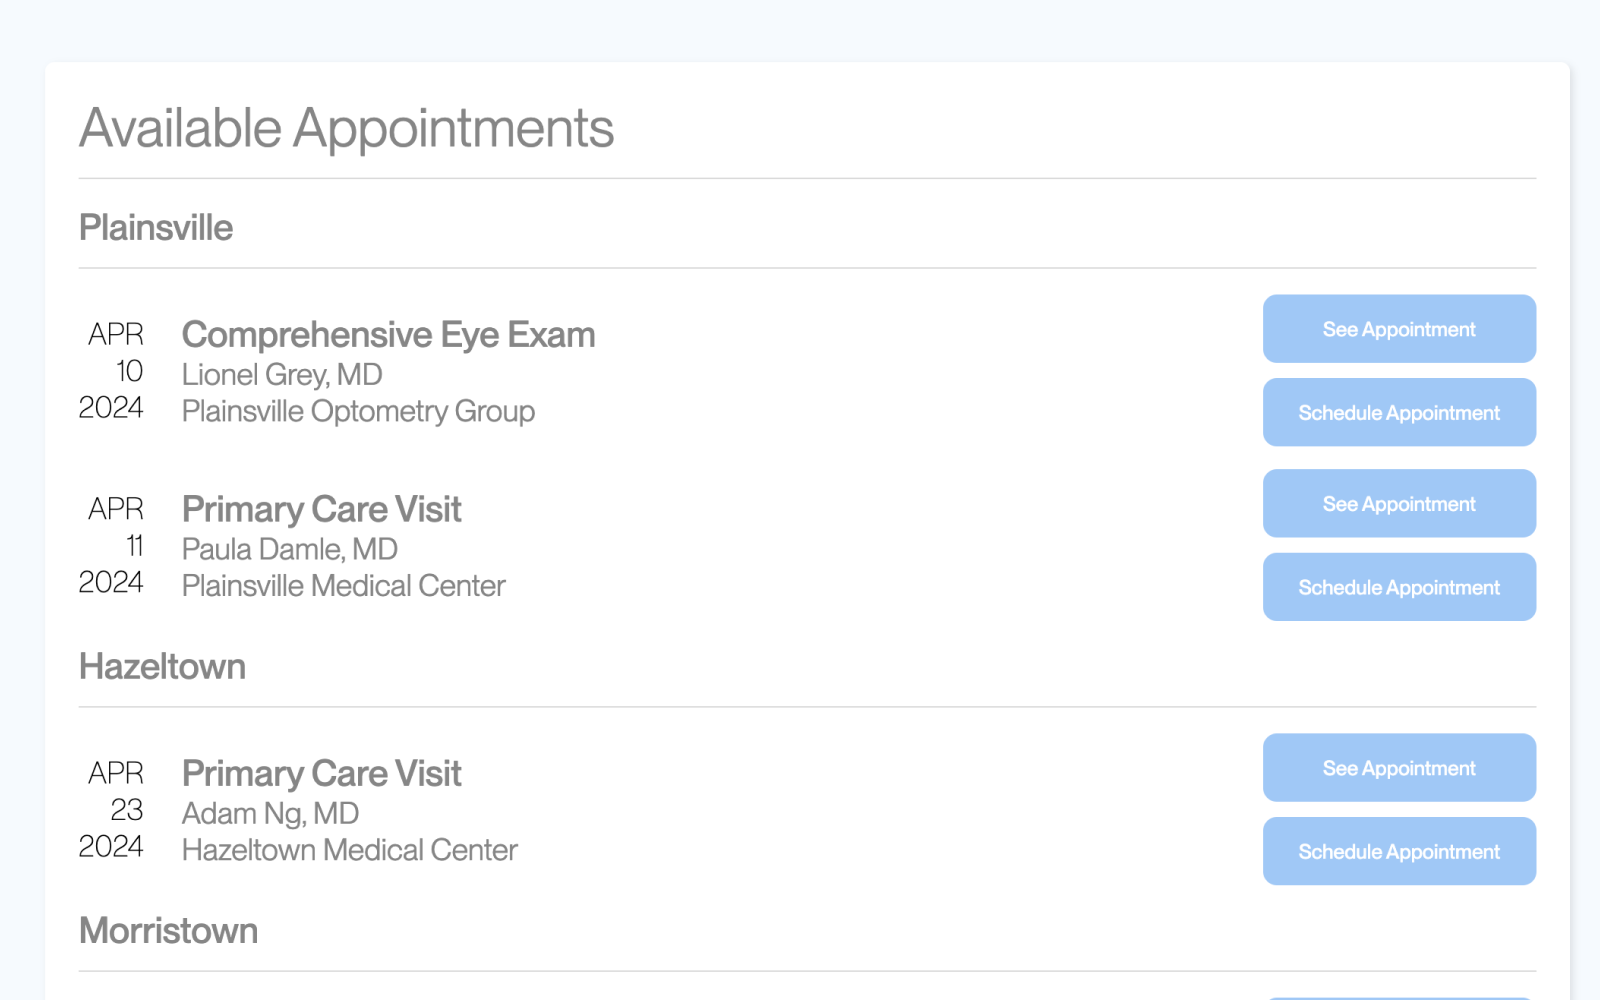 Available Appointments
Plainsville
APR
10
2024
Comprehensive Eye Exam
Lionel Grey, MD
Plainsville Optometry Group
See Appointment
Schedule Appointment
APR
11
2024
Primary Care Visit
Paula Damle, MD
Plainsville Medical Center
See Appointment
Schedule Appointment
Hazeltown
APR
23
2024
Primary Care Visit
Adam Ng, MD
Hazeltown Medical Center
See Appointment
Schedule Appointment
Morristown